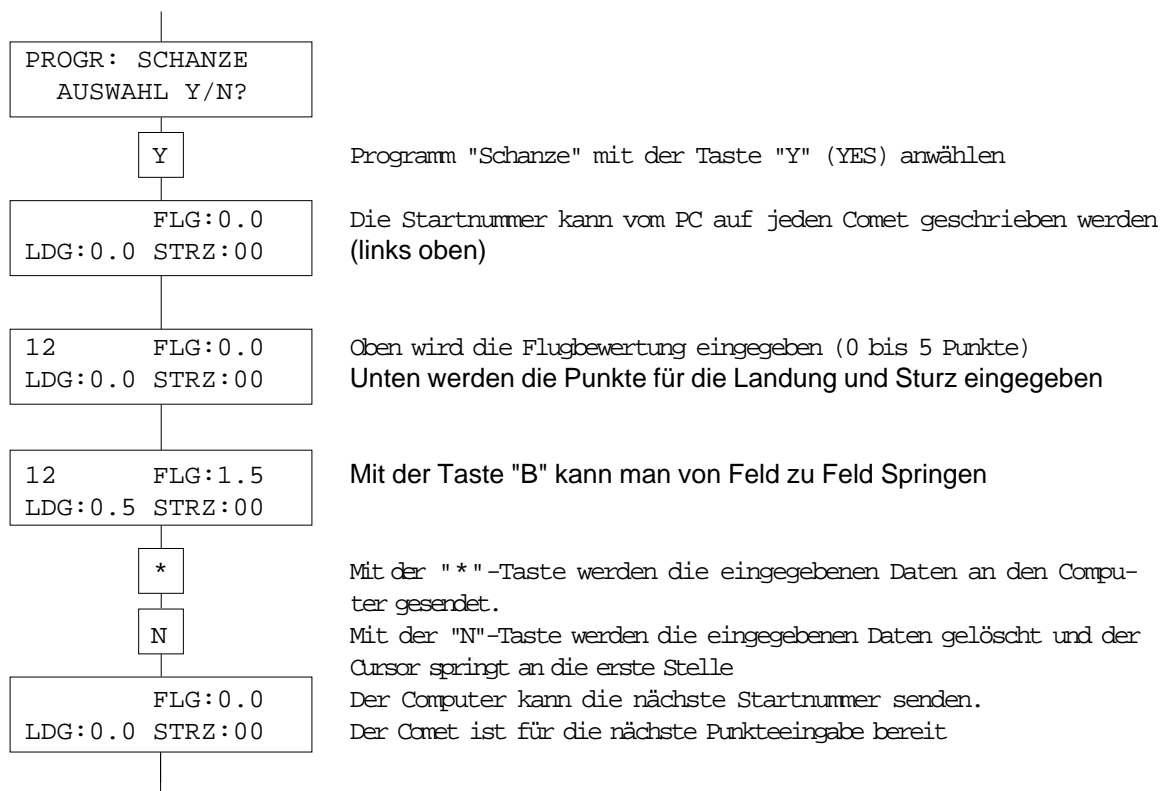 PROGR: SCHANZE
AUSWAHL Y/N?
Y
Programm "Schanze" mit der Taste "Y" (YES) anwählen
FLG:0.0
LDG:0.0 STRZ:00
Die Startnummer kann vom PC auf jeden Comet geschrieben werden
(links oben)
12 FLG:0.0
LDG:0.0 STRZ:00
Oben wird die Flugbewertung eingegeben (0 bis 5 Punkte)
Unten werden die Punkte für die Landung und Sturz eingegeben
12 FLG:1.5
LDG:0.5 STRZ:00
Mit der Taste "B" kann man von Feld zu Feld Springen
*
Mit der "*"-Taste werden die eingegebenen Daten an den Compu-
ter gesendet.
N
Mit der "N"-Taste werden die eingegebenen Daten gelöscht und der
Cursor springt an die erste Stelle
FLG:0.0
LDG:0.0 STRZ:00
Der Computer kann die nächste Startnummer senden.
Der Comet ist für die nächste Punkteeingabe bereit